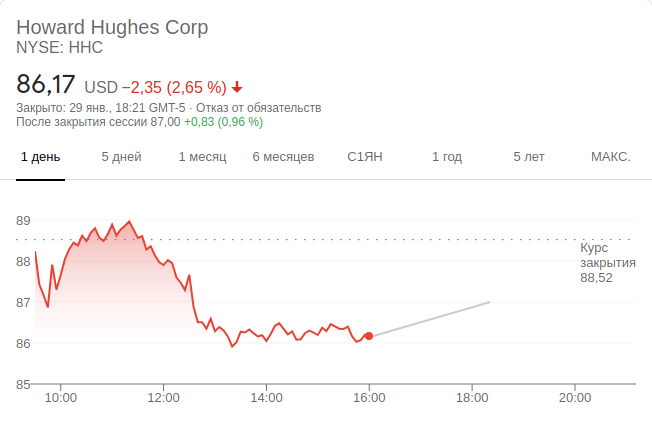 Howard Hughes Corp
NYSE: HHC
86,17 USD −2,35 (2,65 %)
Закрыто: 29 янв., 18:21 GMT-5 · Отказ от обязательств
После закрытия сессии 87,00 +0,83 (0,96 %)
1 день 5 дней 1 месяц 6 месяцев С1ЯН 1 год 5 лет МАКС.
89
Курс
закрытия
88,52
88
87
86
85
10:00 12:00 14:00 16:00 18:00 20:00